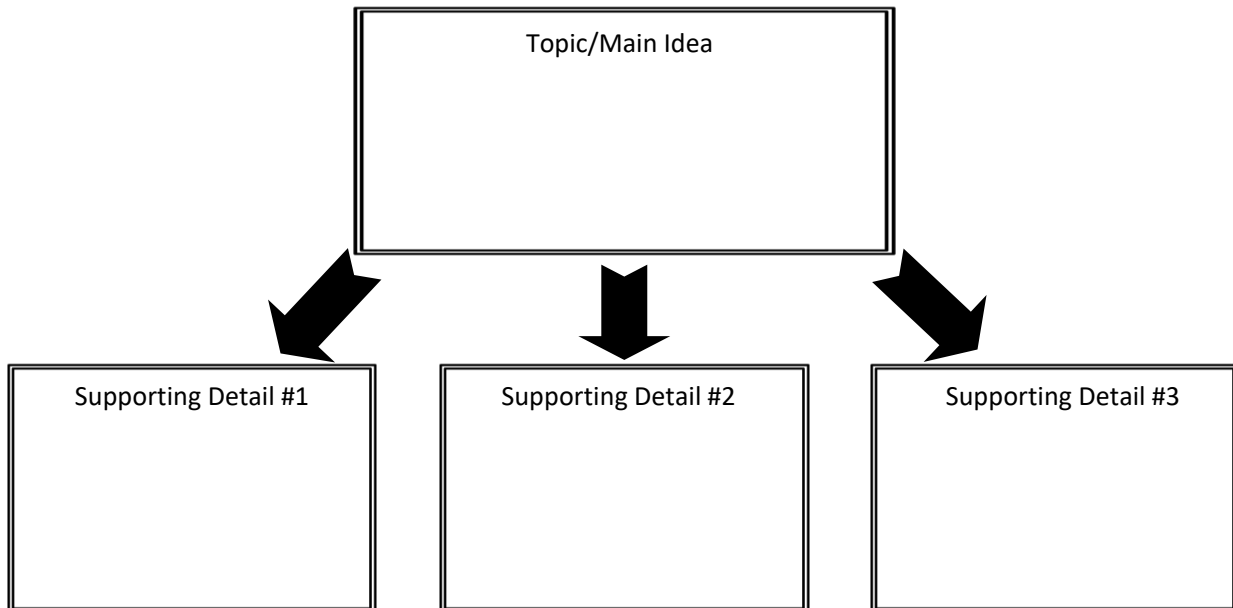 Topic/Main Idea
Supporting Detail #1
Supporting Detail #2
Supporting Detail #3